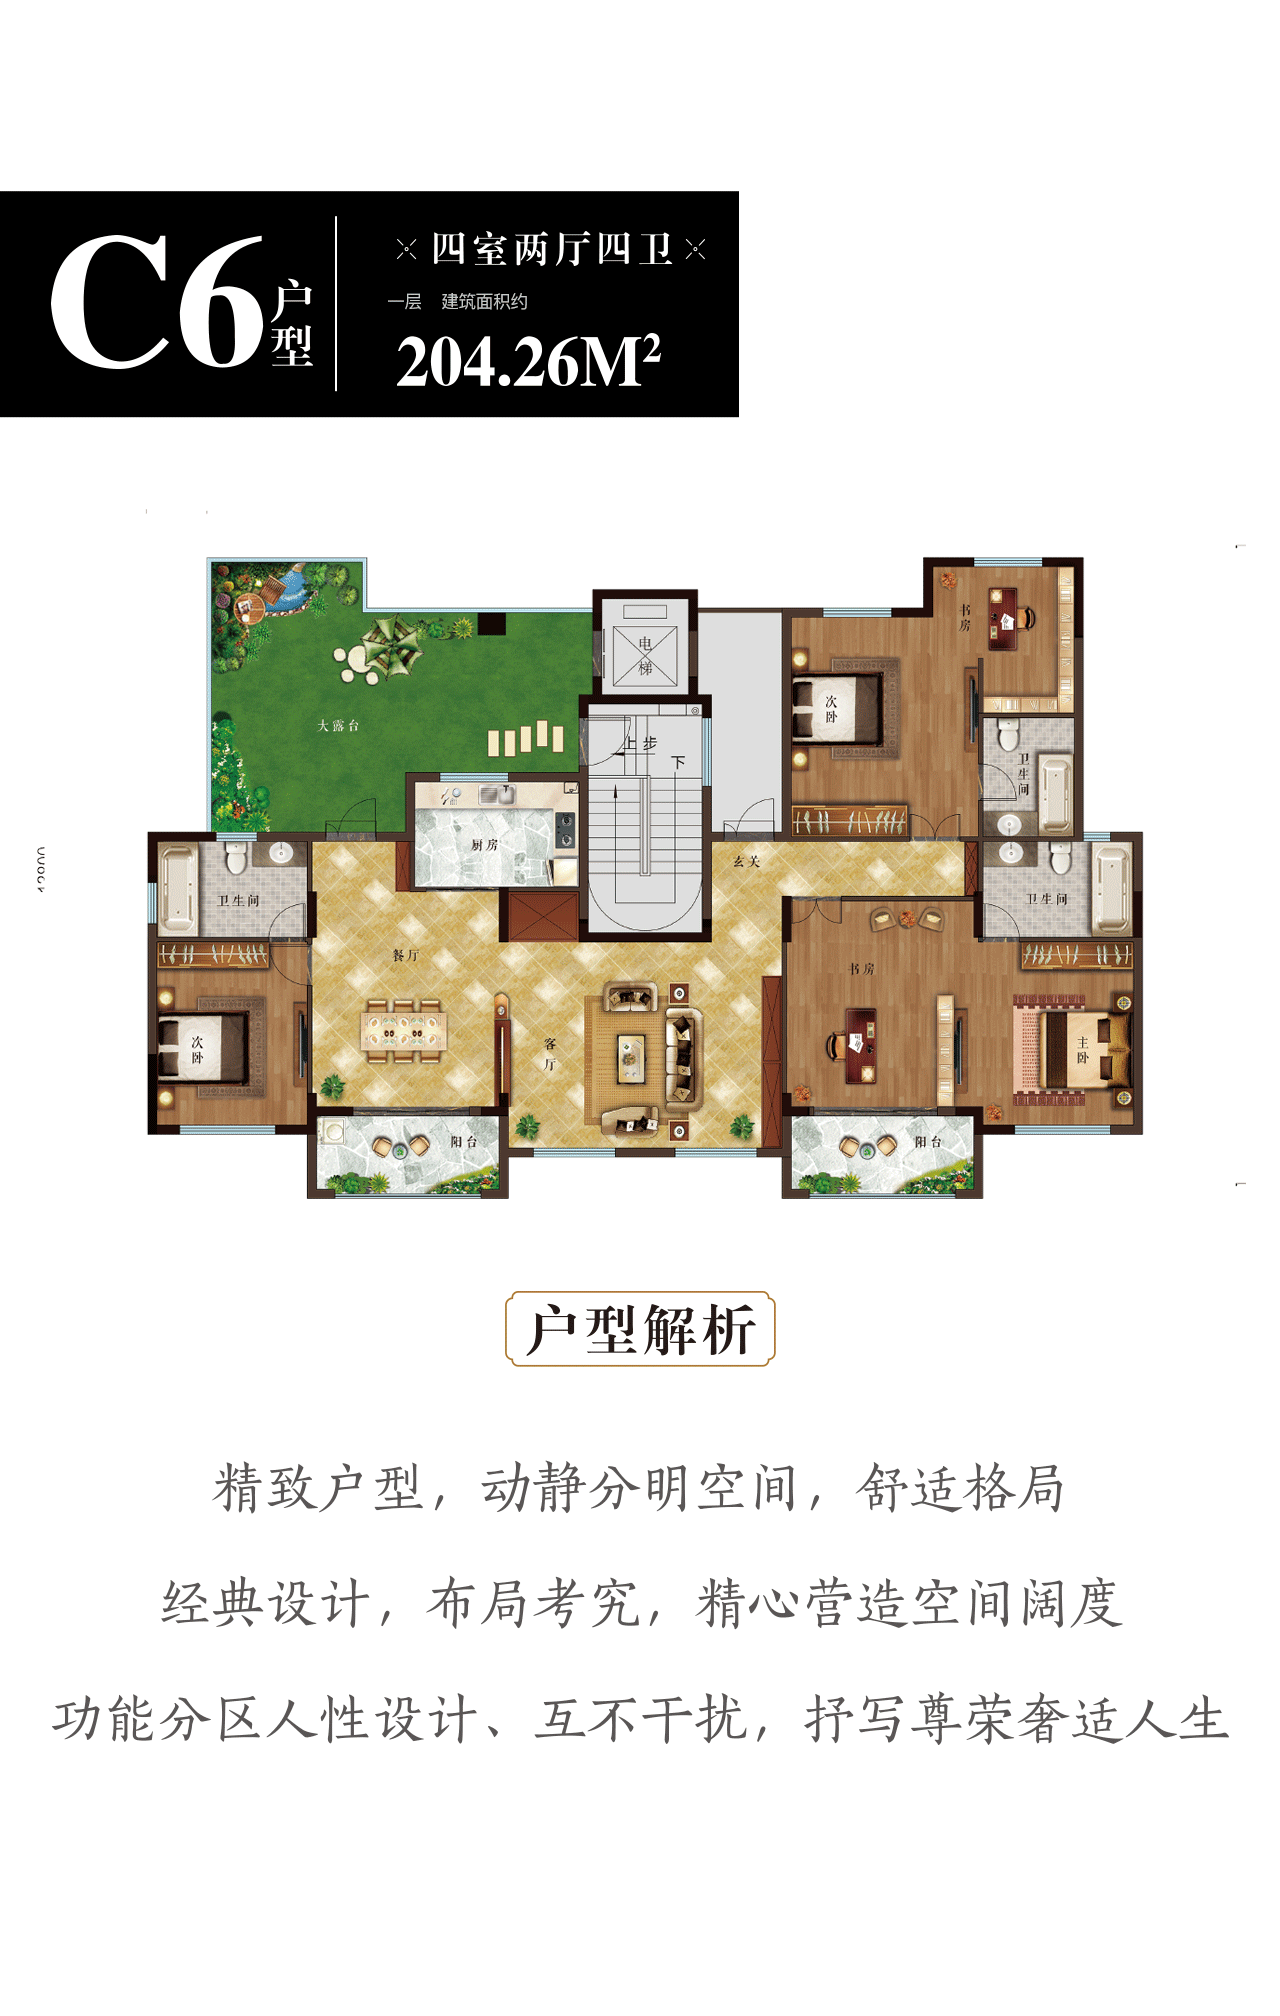 C6户型
四室两厅四卫
一层 建筑面积约
204.26M²
电梯
书房
次卧
大露台
上步
下
卫生间
厨房
玄关
卫生间
卫生间
餐厅
书房
次卧
客厅
主卧
阳台
阳台
户型解析
精致户型，动静分明空间，舒适格局
经典设计，布局考究，精心营造空间阔度
功能分区人性设计、互不干扰，抒写尊荣奢适人生